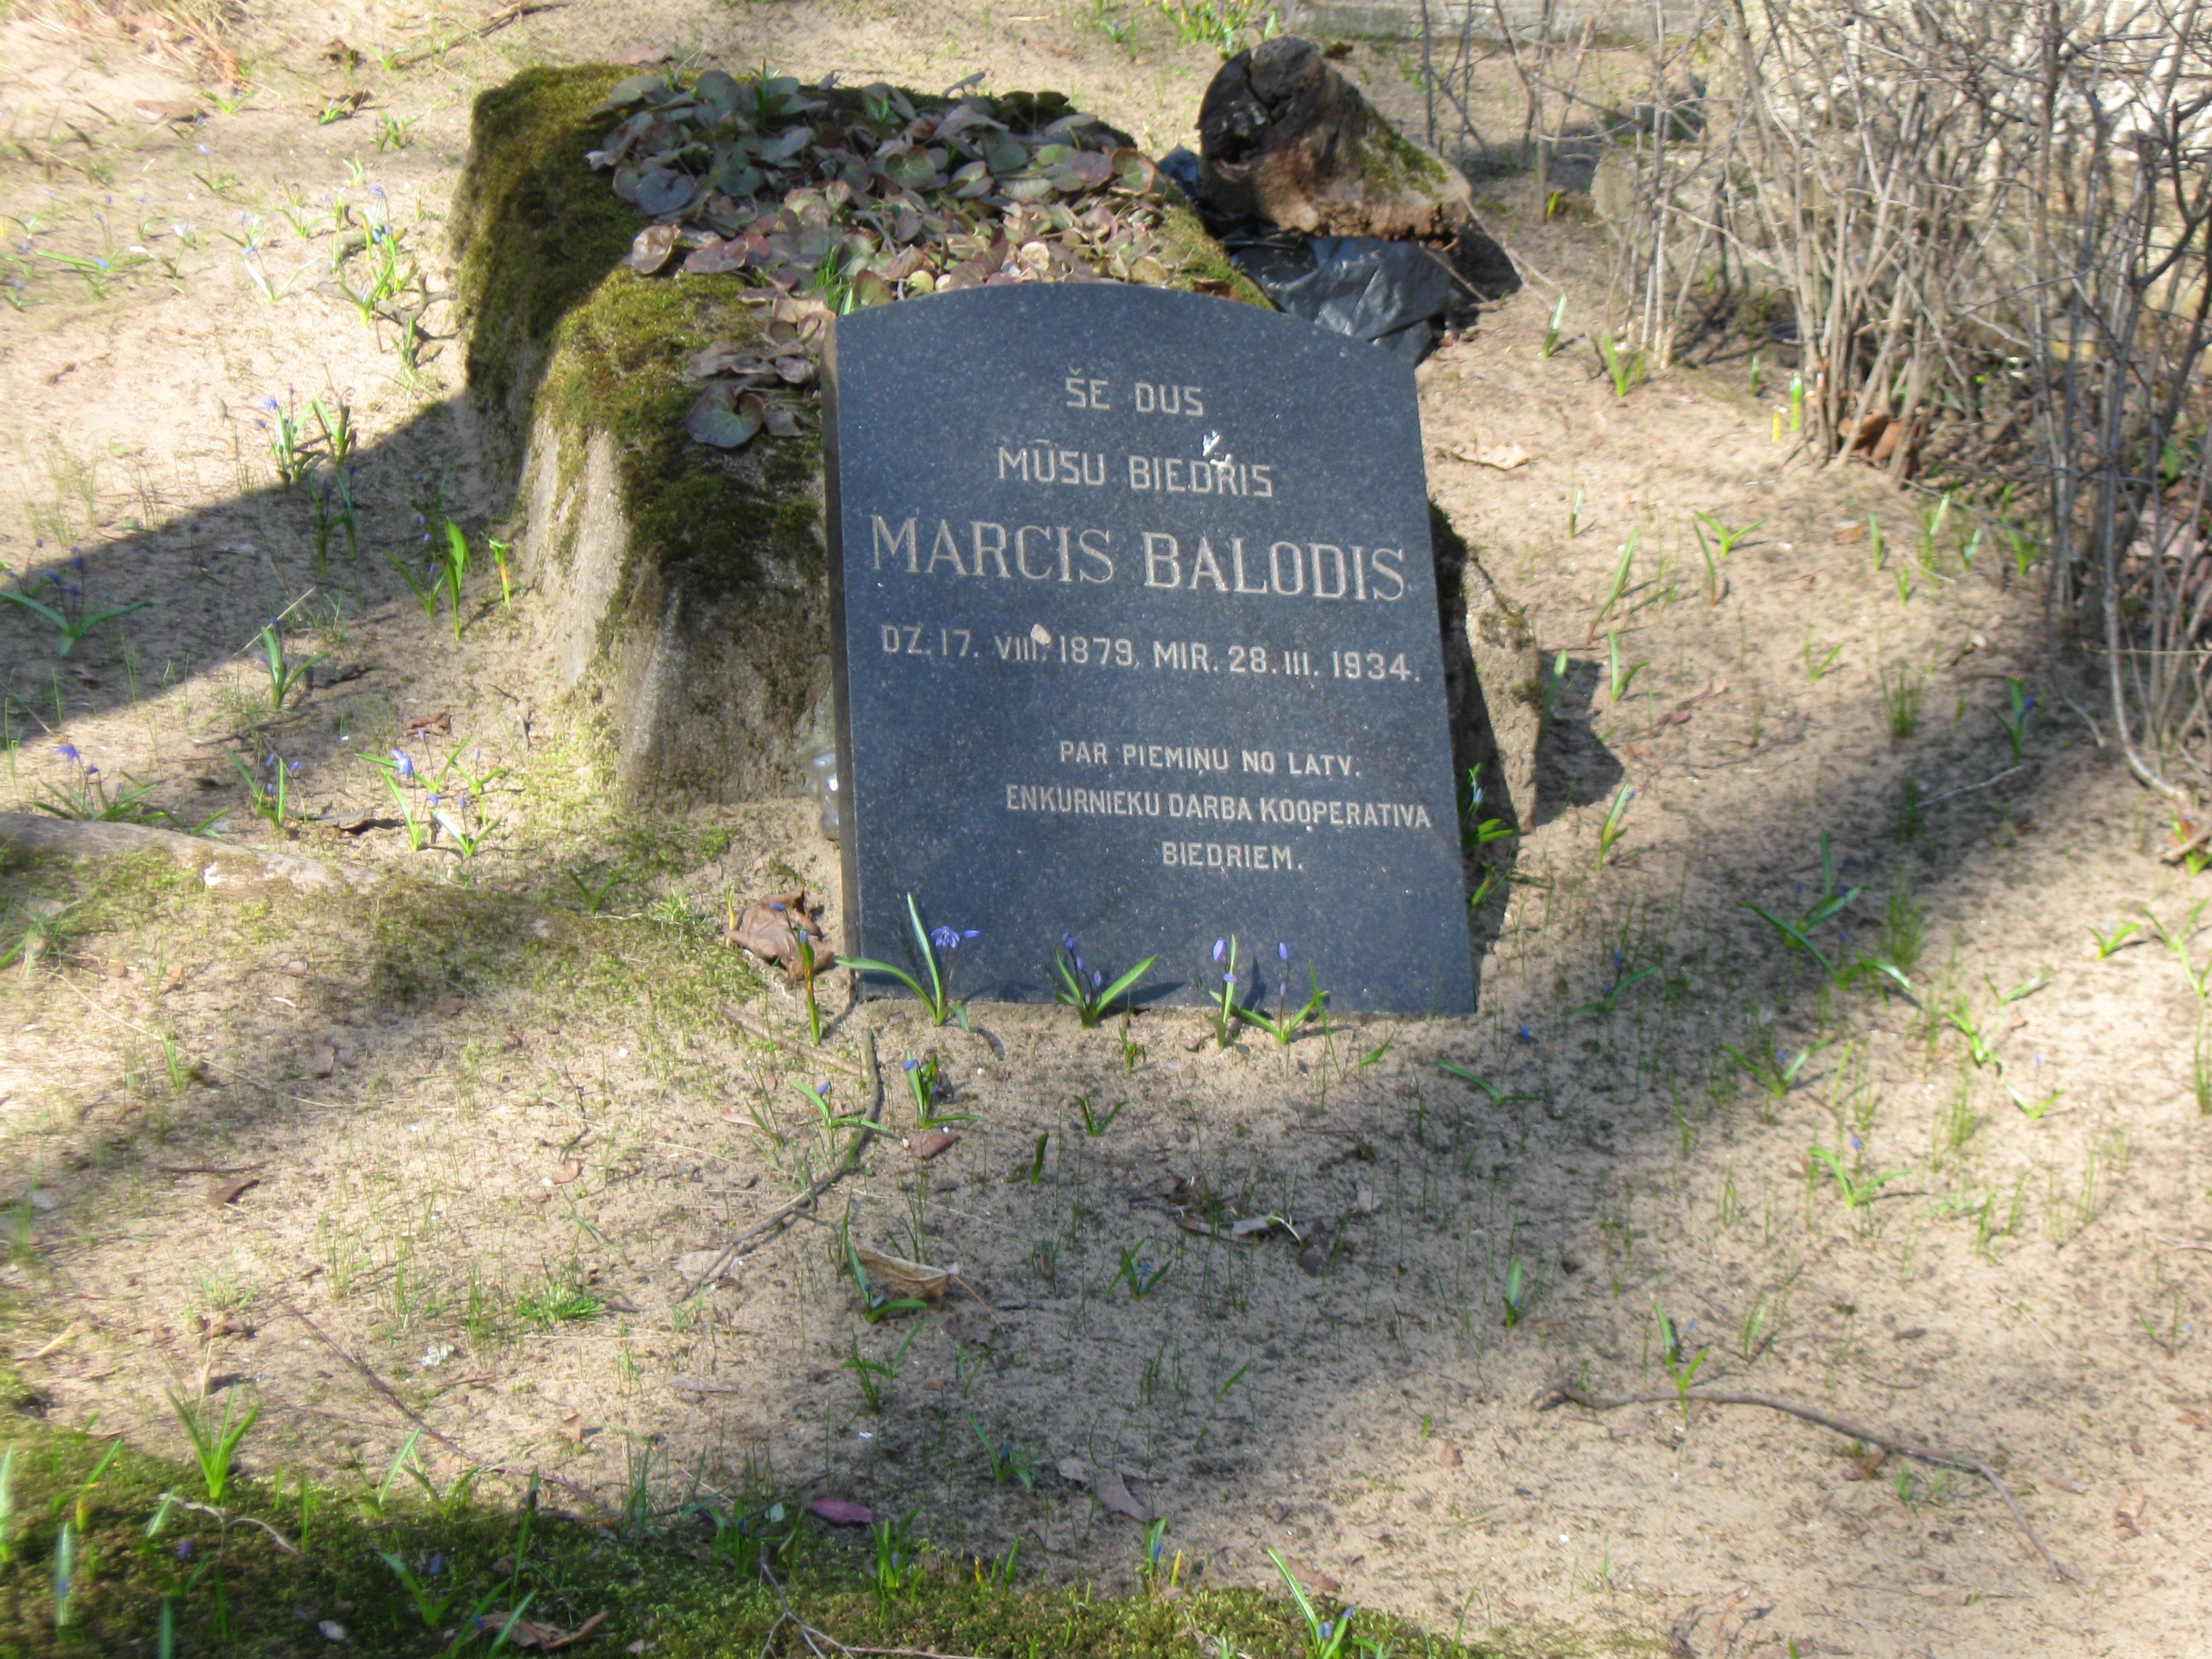 ŠE DUS
MŪSU BIEDRIS
MARCIS BALODIS
DZ. 17. VIII. 1879, MIR. 28. III. 1934.
PAR PIEMIŅU NO LATV.
ENKURNIEKU DARBA KOOPERATIVA
BIEDRIEM.